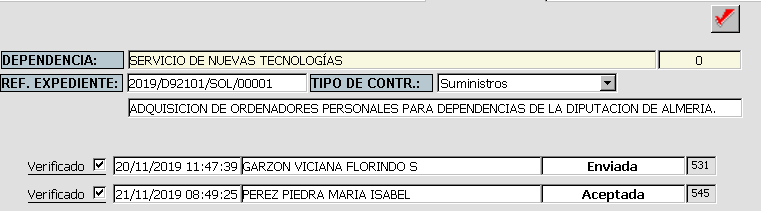 DEPENDENCIA: SERVICIO DE NUEVAS TECNOLOGÍAS 0
REF. EXPEDIENTE: 2019/D92101/SOL/00001 TIPO DE CONTR.: Suministros
ADQUISICION DE ORDENADORES PERSONALES PARA DEPENDENCIAS DE LA DIPUTACION DE ALMERIA.
Verificado 20/11/2019 11:47:39 GARZON VICIANA FLORINDO S Enviada 531
Verificado 21/11/2019 08:49:25 PEREZ PIEDRA MARIA ISABEL Aceptada 545